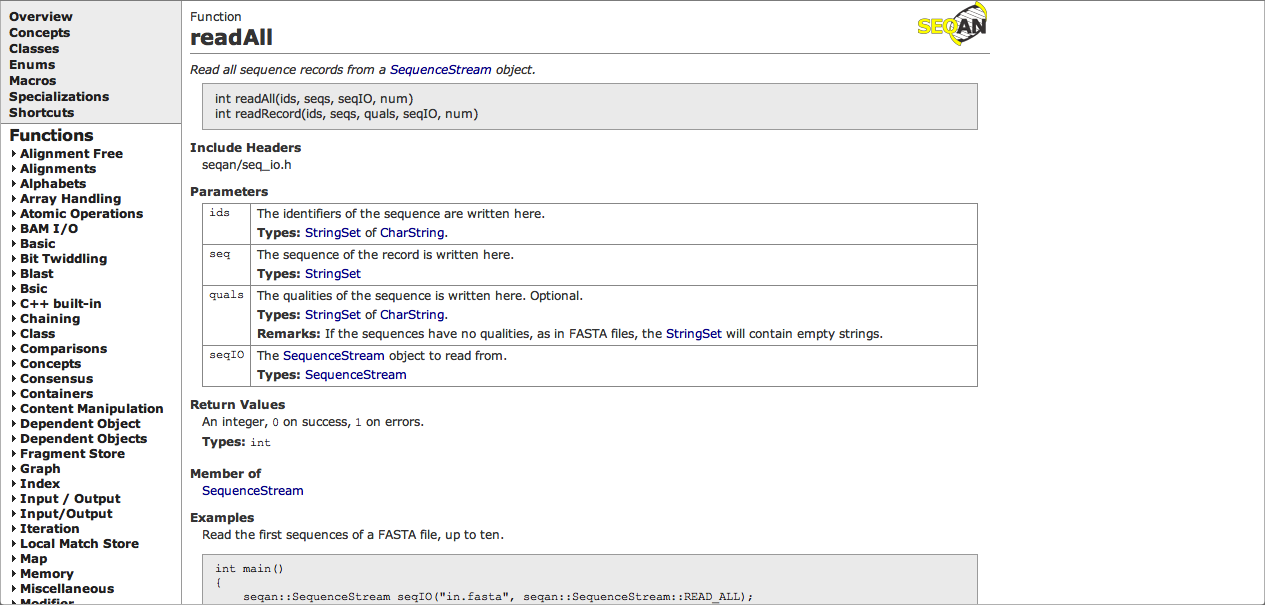 Overview
Concepts
Classes
Enums
Macros
Specializations
Shortcuts
Functions
Alignment Free
Alignments
Alphabets
Array Handling
Atomic Operations
BAM I/O
Basic
Bit Twiddling
Blast
Bsic
C++ built-in
Chaining
Class
Comparisons
Concepts
Consensus
Containers
Content Manipulation
Dependent Object
Dependent Objects
Fragment Store
Graph
Index
Input / Output
Input/Output
Iteration
Local Match Store
Map
Memory
Miscellaneous
Modifier
Function
readAll
SEQAN
Read all sequence records from a SequenceStream object.
int readAll(ids, seqs, seqIO, num)
int readRecord(ids, seqs, quals, seqIO, num)
Include Headers
seqan/seq_io.h
Parameters
ids The identifiers of the sequence are written here.
Types: StringSet of CharString.
seq The sequence of the record is written here.
Types: StringSet
quals The qualities of the sequence is written here. Optional.
Types: StringSet of CharString.
Remarks: If the sequences have no qualities, as in FASTA files, the StringSet will contain empty strings.
seqIO The SequenceStream object to read from.
Types: SequenceStream
Return Values
An integer, 0 on success, 1 on errors.
Types: int
Member of
SequenceStream
Examples
Read the first sequences of a FASTA file, up to ten.
int main()
{
seqan::SequenceStream seqIO("in.fasta", seqan::SequenceStream::READ_ALL);